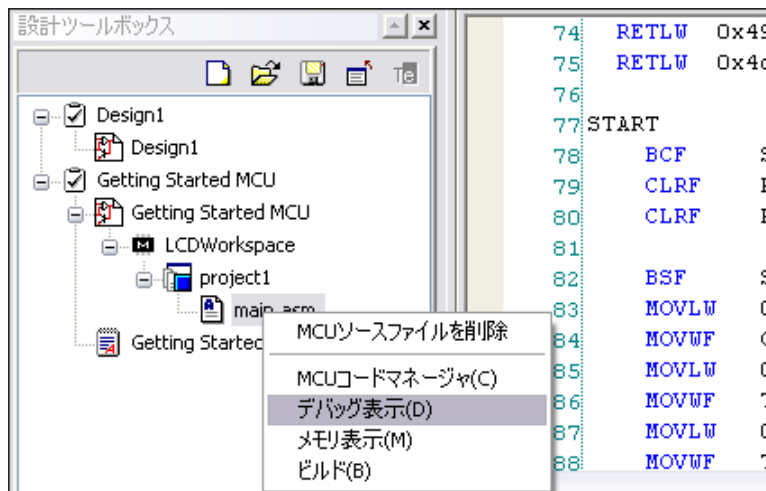 設計ツールボックス
Te
Design1
Design1
Getting Started MCU
Getting Started MCU
LCDWorkspace
project1
main.asm
Getting Started
MCUソースファイルを削除
MCUコードマネージャ(C)
デバッグ表示(D)
メモリ表示(M)
ビルド(B)
74 RETLW
75 RETLW
76
77 START
78 BCF
79 CLRF
80 CLRF
81
82 BSF
83 MOVLW
84 MOVWF
85 MOVLW
86 MOVWF
87 MOVLW
88 MOVWF